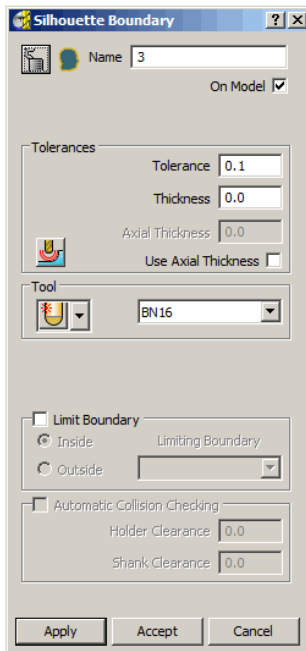 Silhouette Boundary
Name 3
On Model
Tolerances
Tolerance 0.1
Thickness 0.0
Axial Thickness 0.0
Use Axial Thickness
Tool
BN16
Limit Boundary
Inside Limiting Boundary
Outside
Automatic Collision Checking
Holder Clearance 0.0
Shank Clearance 0.0
Apply Accept Cancel